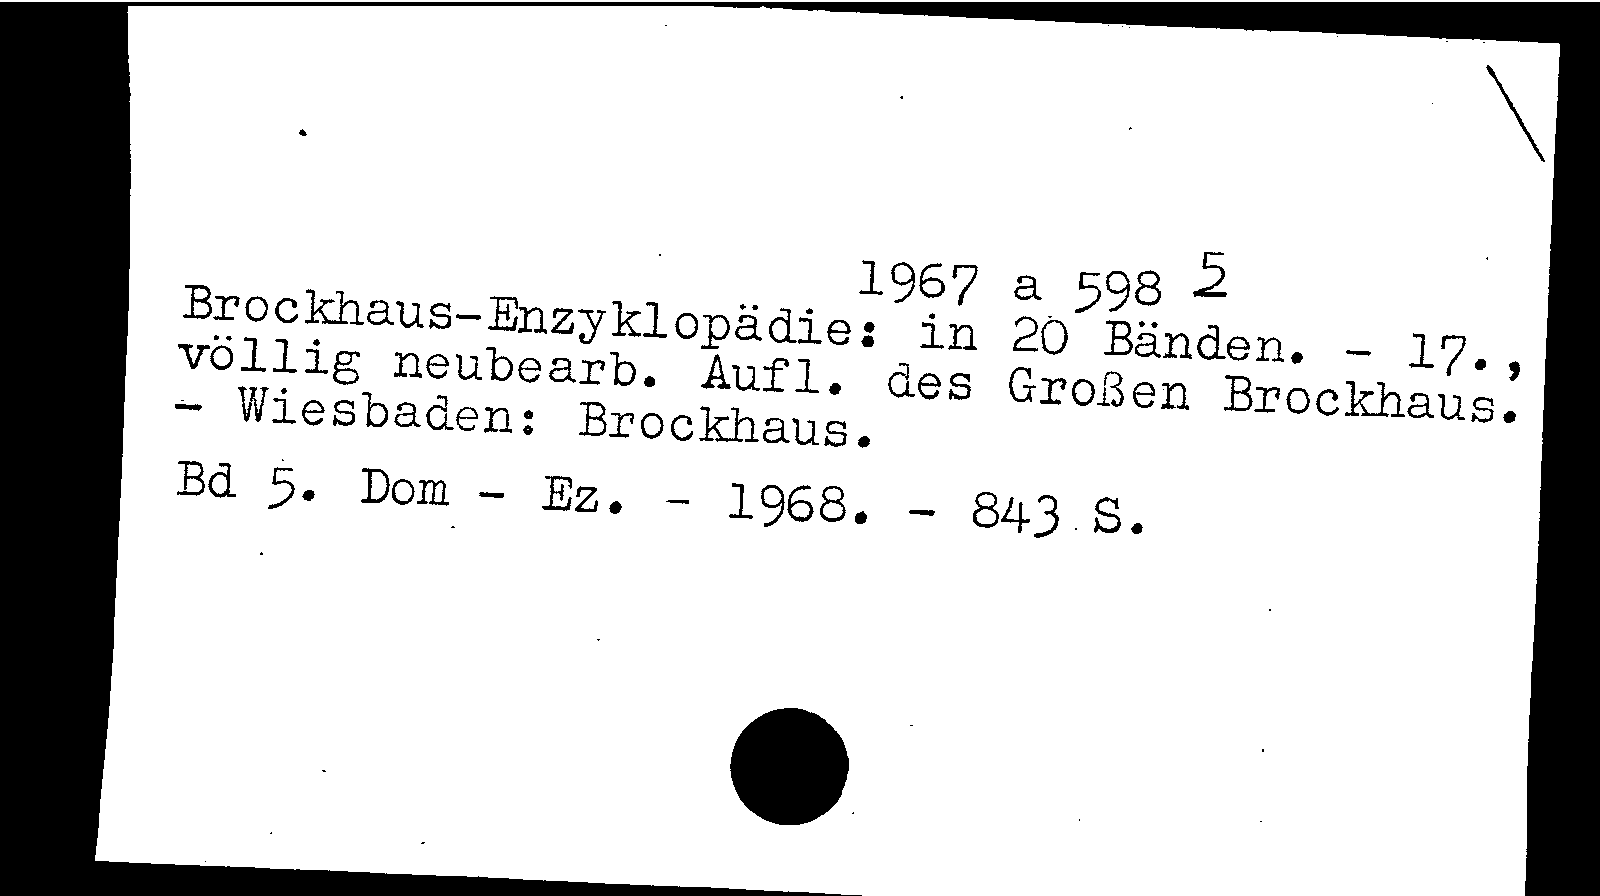 1967 a 598 5
Brockhaus-Enzyklopädie: in 20 Bänden. - 17.,
völlig neubearb. Aufl. des Großen Brockhaus.
- Wiesbaden: Brockhaus.
Bd 5. Dom - Ez. - 1968. - 843 S.